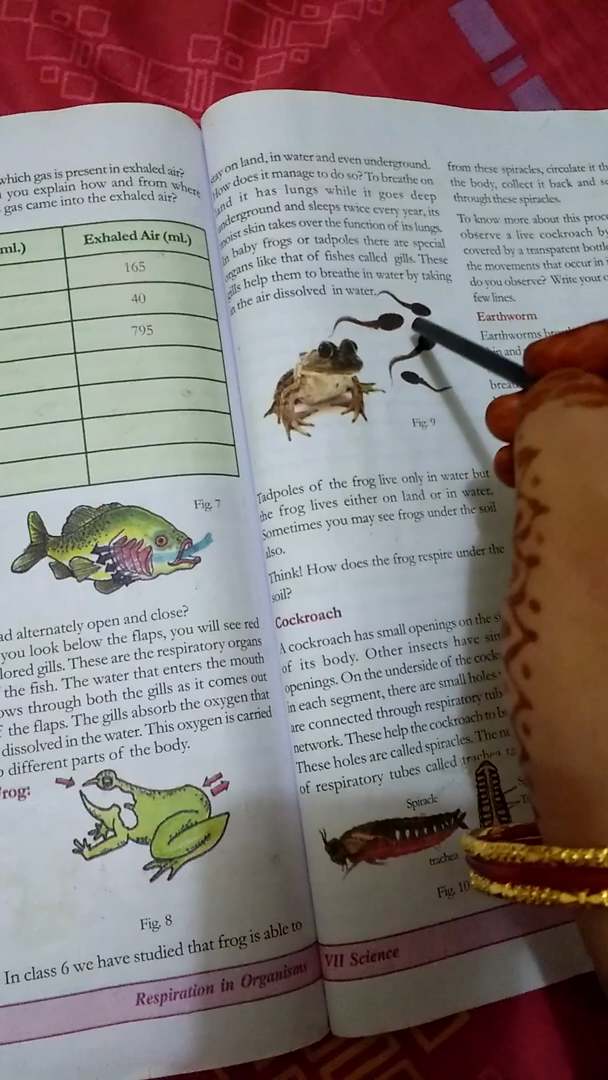 which gas is present in exhaled air?
you explain how and from where
gas came into the exhaled air?
ml.)
Exhaled Air (ml.)
165
40
795
Fig. 7
alternately open and close?
you look below the flaps, you will see red
gills. These are the respiratory organs
the fish. The water that enters the mouth
through both the gills as it comes out
the flaps. The gills absorb the oxygen that
dissolved in the water. This oxygen is carried
different parts of the body.
Frog:
Fig. 8
In class 6 we have studied that frog is able to
Respiration in Organisms
on land, in water and even underground.
How does it manage to do so? To breathe on
land it has lungs while it goes deep
underground and sleeps twice every year, its
moist skin takes over the function of its lungs.
In baby frogs or tadpoles there are special
organs like that of fishes called gills. These
gills help them to breathe in water by taking
in the air dissolved in water.
Fig. 9
Tadpoles of the frog live only in water but
the frog lives either on land or in water.
Sometimes you may see frogs under the soil
also.
Think! How does the frog respire under the
soil?
Cockroach
A cockroach has small openings on the
of its body. Other insects have
openings. On the underside of the
in each segment, there are small holes
are connected through respiratory
network. These help the cockroach to
These holes are called spiracles. The
of respiratory tubes called trachea
Spiracle
trachea
Fig. 10
VII Science
from these spiracles, circulate it
the body, collect it back and
through these spiracles.
To know more about this
observe a live cockroach
covered by a transparent
the movements that occur
do you observe? Write your
few lines.
Earthworm
Earthworms
and